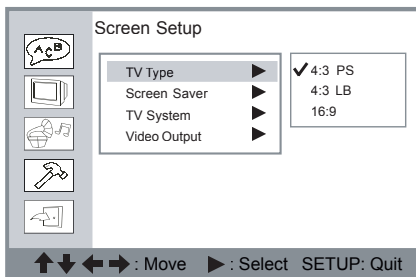 Screen Setup
ACB
TV Type
Screen Saver
TV System
Video Output
4:3 PS
4:3 LB
16:9
: Move : Select SETUP: Quit